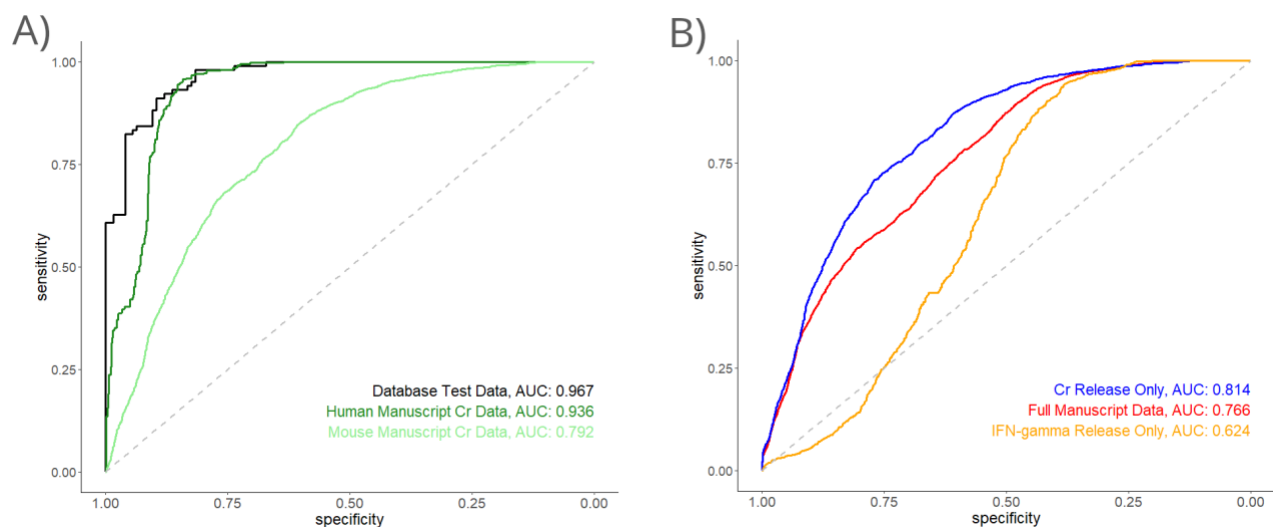 A)
1.00
0.75
0.50
0.25
0.00
sensitivity
Database Test Data, AUC: 0.967
Human Manuscript Cr Data, AUC: 0.936
Mouse Manuscript Cr Data, AUC: 0.792
1.00
0.75
0.50
0.25
0.00
specificity
B)
1.00
0.75
0.50
0.25
0.00
sensitivity
Cr Release Only, AUC: 0.814
Full Manuscript Data, AUC: 0.766
IFN-gamma Release Only, AUC: 0.624
1.00
0.75
0.50
0.25
0.00
specificity